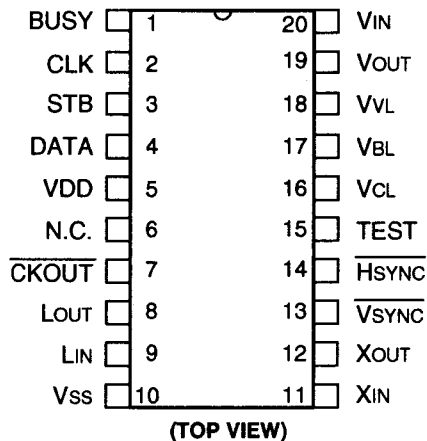 BUSY 1 20 VIN
CLK 2 19 VOUT
STB 3 18 VVL
DATA 4 17 VBL
VDD 5 16 VCL
N.C. 6 15 TEST
CKOUT 7 14 HSYNC
LOUT 8 13 VSYNC
LIN 9 12 XOUT
VSS 10 11 XIN
(TOP VIEW)